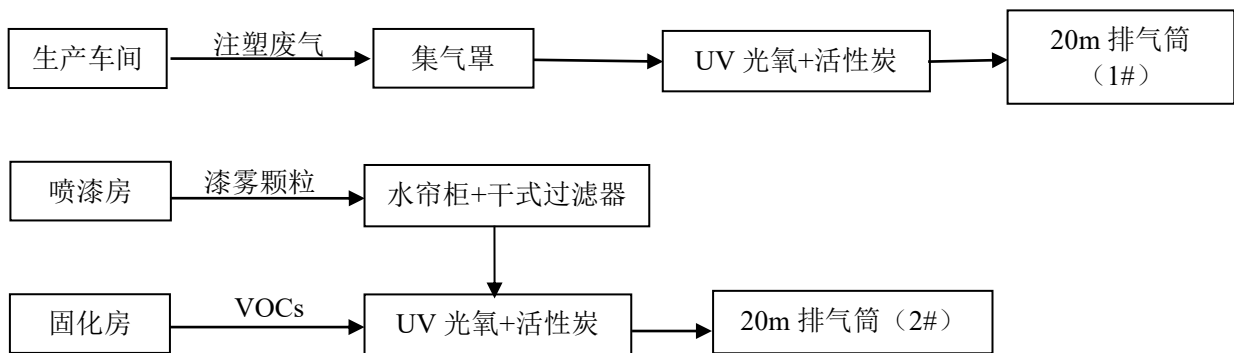 生产车间
注塑废气
集气罩
UV 光氧+活性炭
20m 排气筒
（1#）
喷漆房
漆雾颗粒
水帘柜+干式过滤器
固化房
VOCs
UV 光氧+活性炭
20m 排气筒（2#）